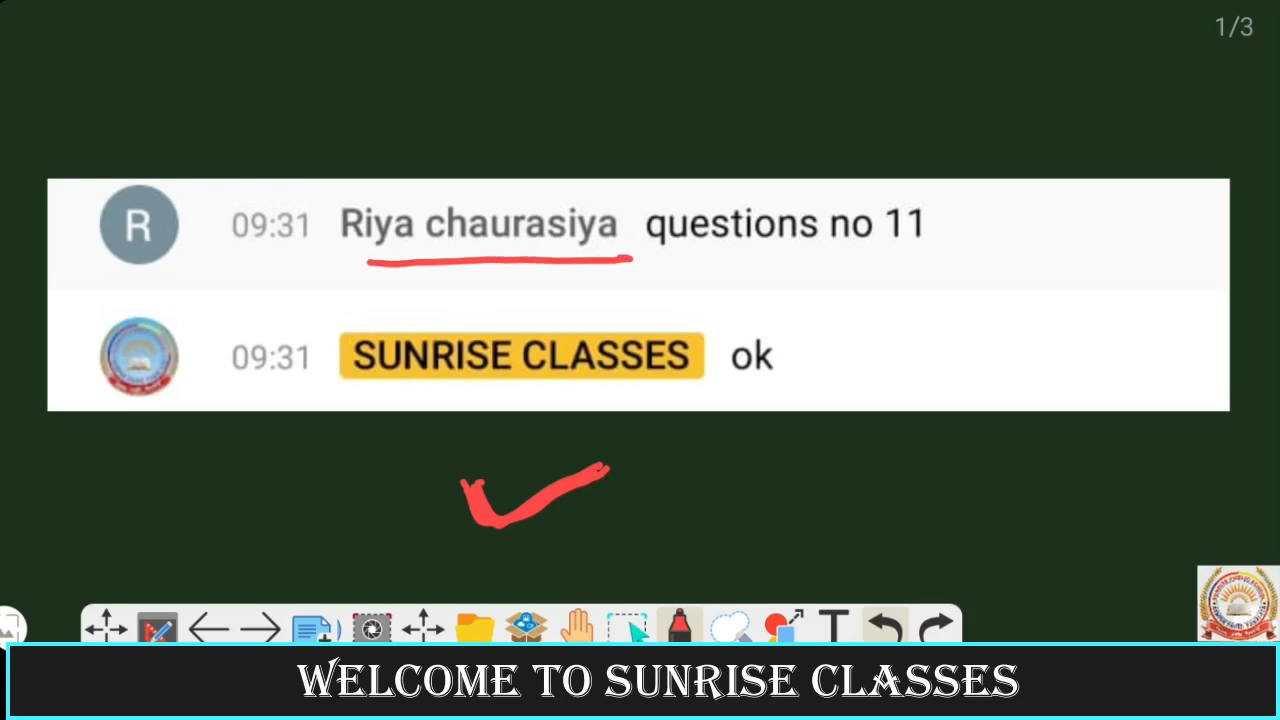 1/3
R 09:31 Riya chaurasiya questions no 11
09:31 SUNRISE CLASSES ok
T
WELCOME TO SUNRISE CLASSES